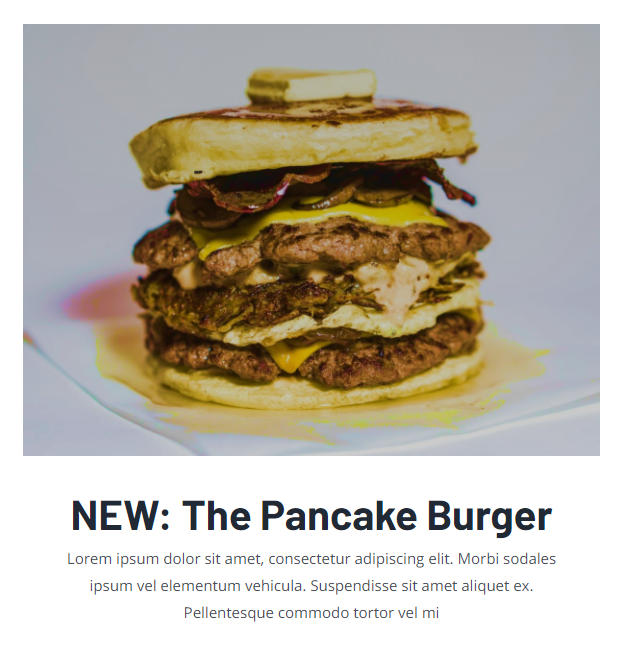 NEW: The Pancake Burger
Lorem ipsum dolor sit amet, consectetur adipiscing elit. Morbi sodales
ipsum vel elementum vehicula. Suspendisse sit amet aliquet ex.
Pellentesque commodo tortor vel mi